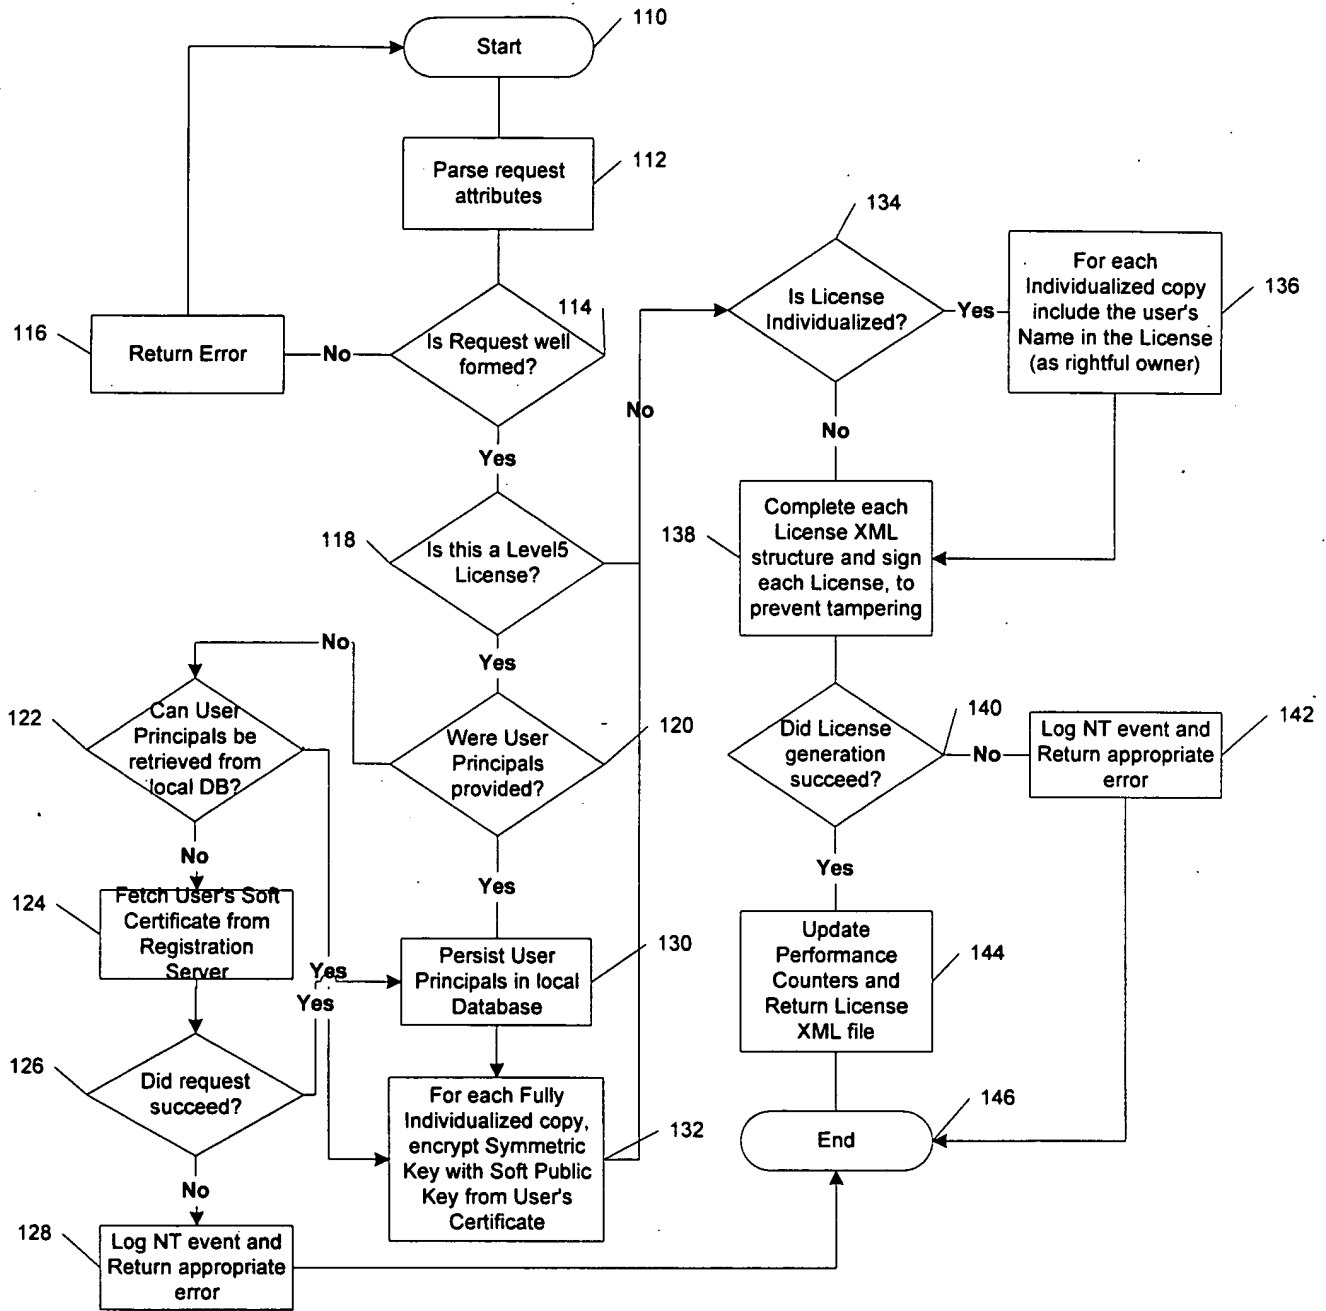 110
Start
112
Parse request
attributes
114
Is Request well
formed?
No
116
Return Error
Yes
118
Is this a Level5
License?
No
Yes
120
Were User
Principals
provided?
No
122
Can User
Principals be
retrieved from
local DB?
No
Yes
124
Fetch User's Soft
Certificate from
Registration
Server
Yes
Yes
126
Did request
succeed?
No
128
Log NT event and
Return appropriate
error
130
Persist User
Principals in local
Database
132
For each Fully
Individualized copy,
encrypt Symmetric
Key with Soft Public
Key from User's
Certificate
134
Is License
Individualized?
Yes
136
For each
Individualized copy
include the user's
Name in the License
(as rightful owner)
No
138
Complete each
License XML
structure and sign
each License, to
prevent tampering
140
Did License
generation
succeed?
No
142
Log NT event and
Return appropriate
error
Yes
144
Update
Performance
Counters and
Return License
XML file
146
End